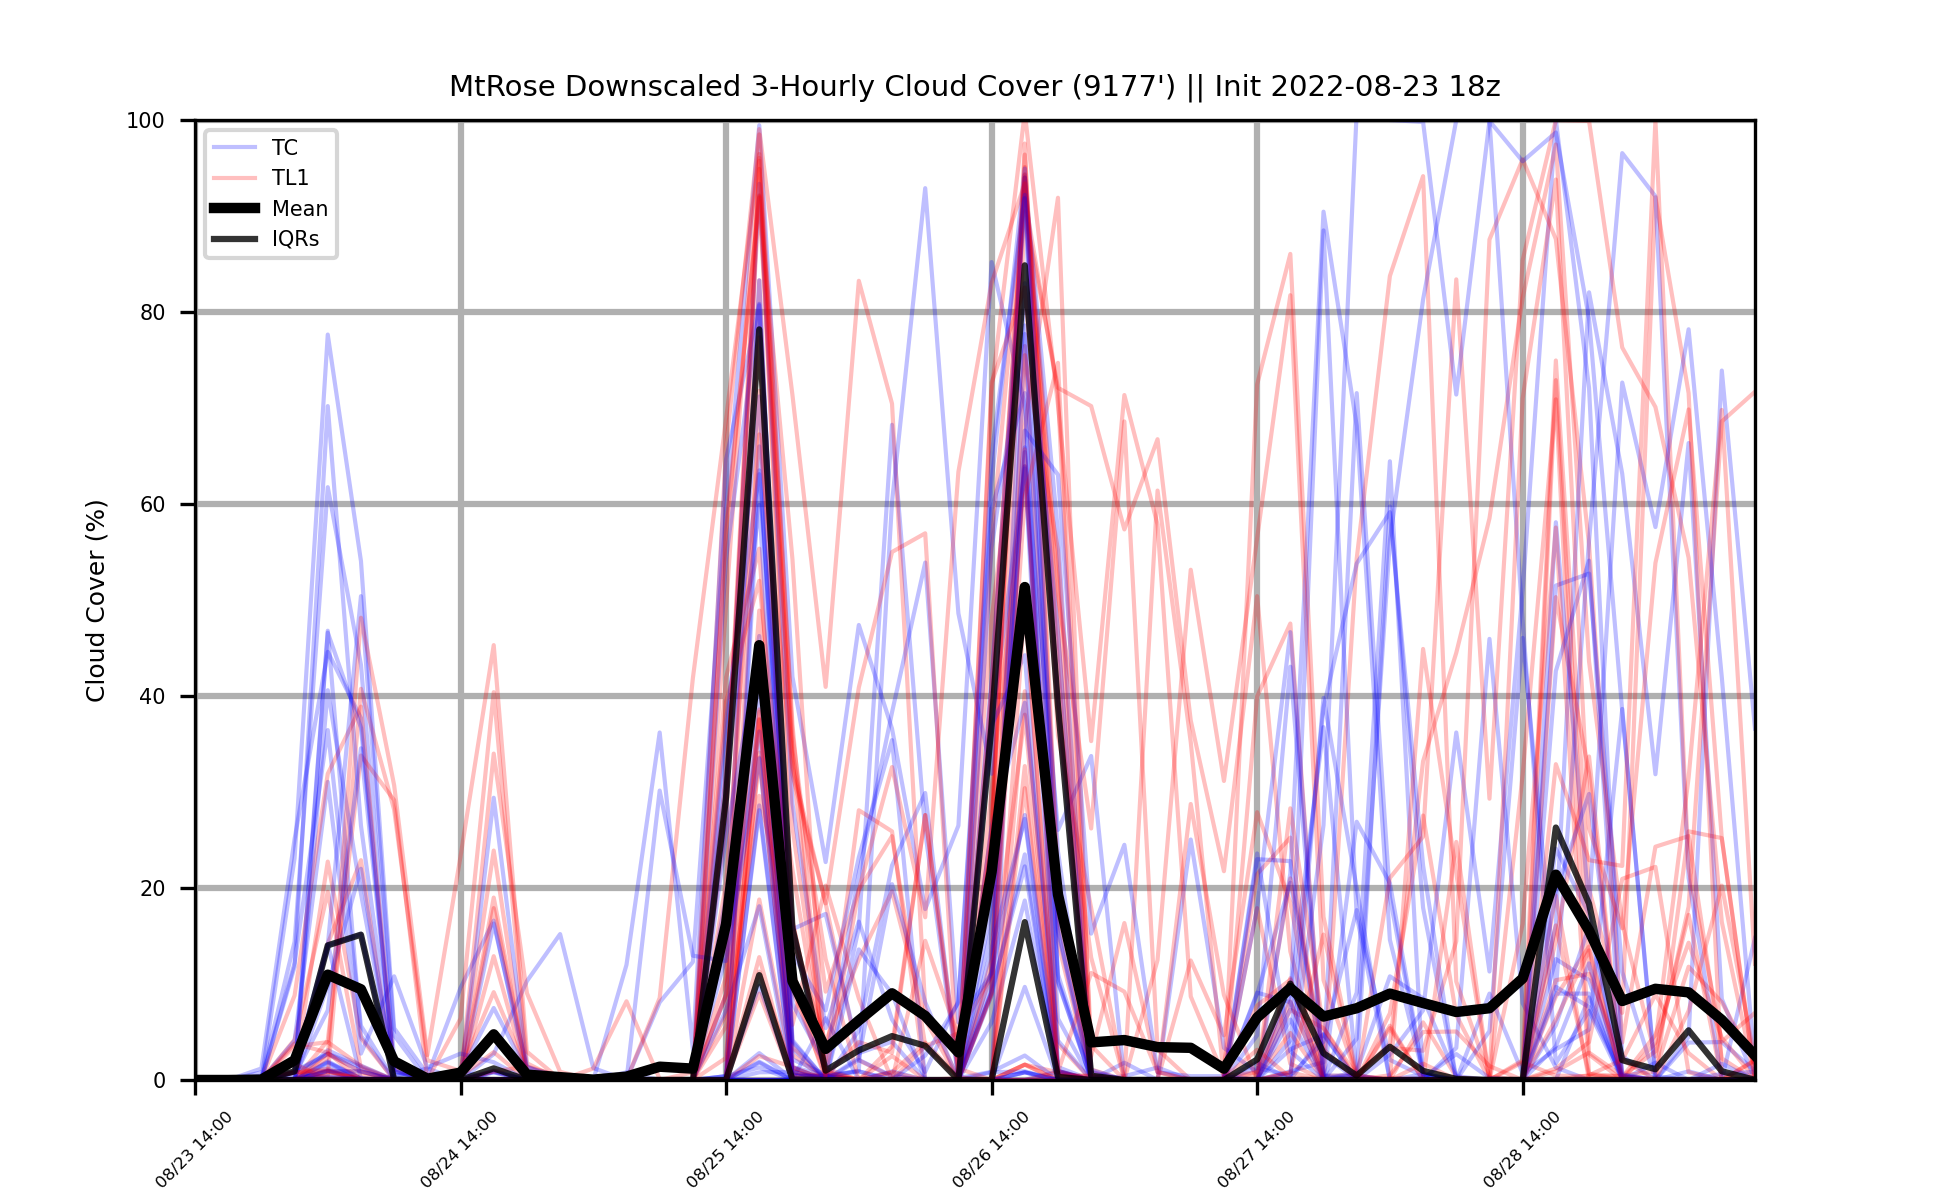 MtRose Downscaled 3-Hourly Cloud Cover (9177') || Init 2022-08-23 18z
100
80
60
40
20
0
Cloud Cover (%)
TC
TL1
Mean
IQRs
08/23 14:00
08/24 14:00
08/25 14:00
08/26 14:00
08/27 14:00
08/28 14:00